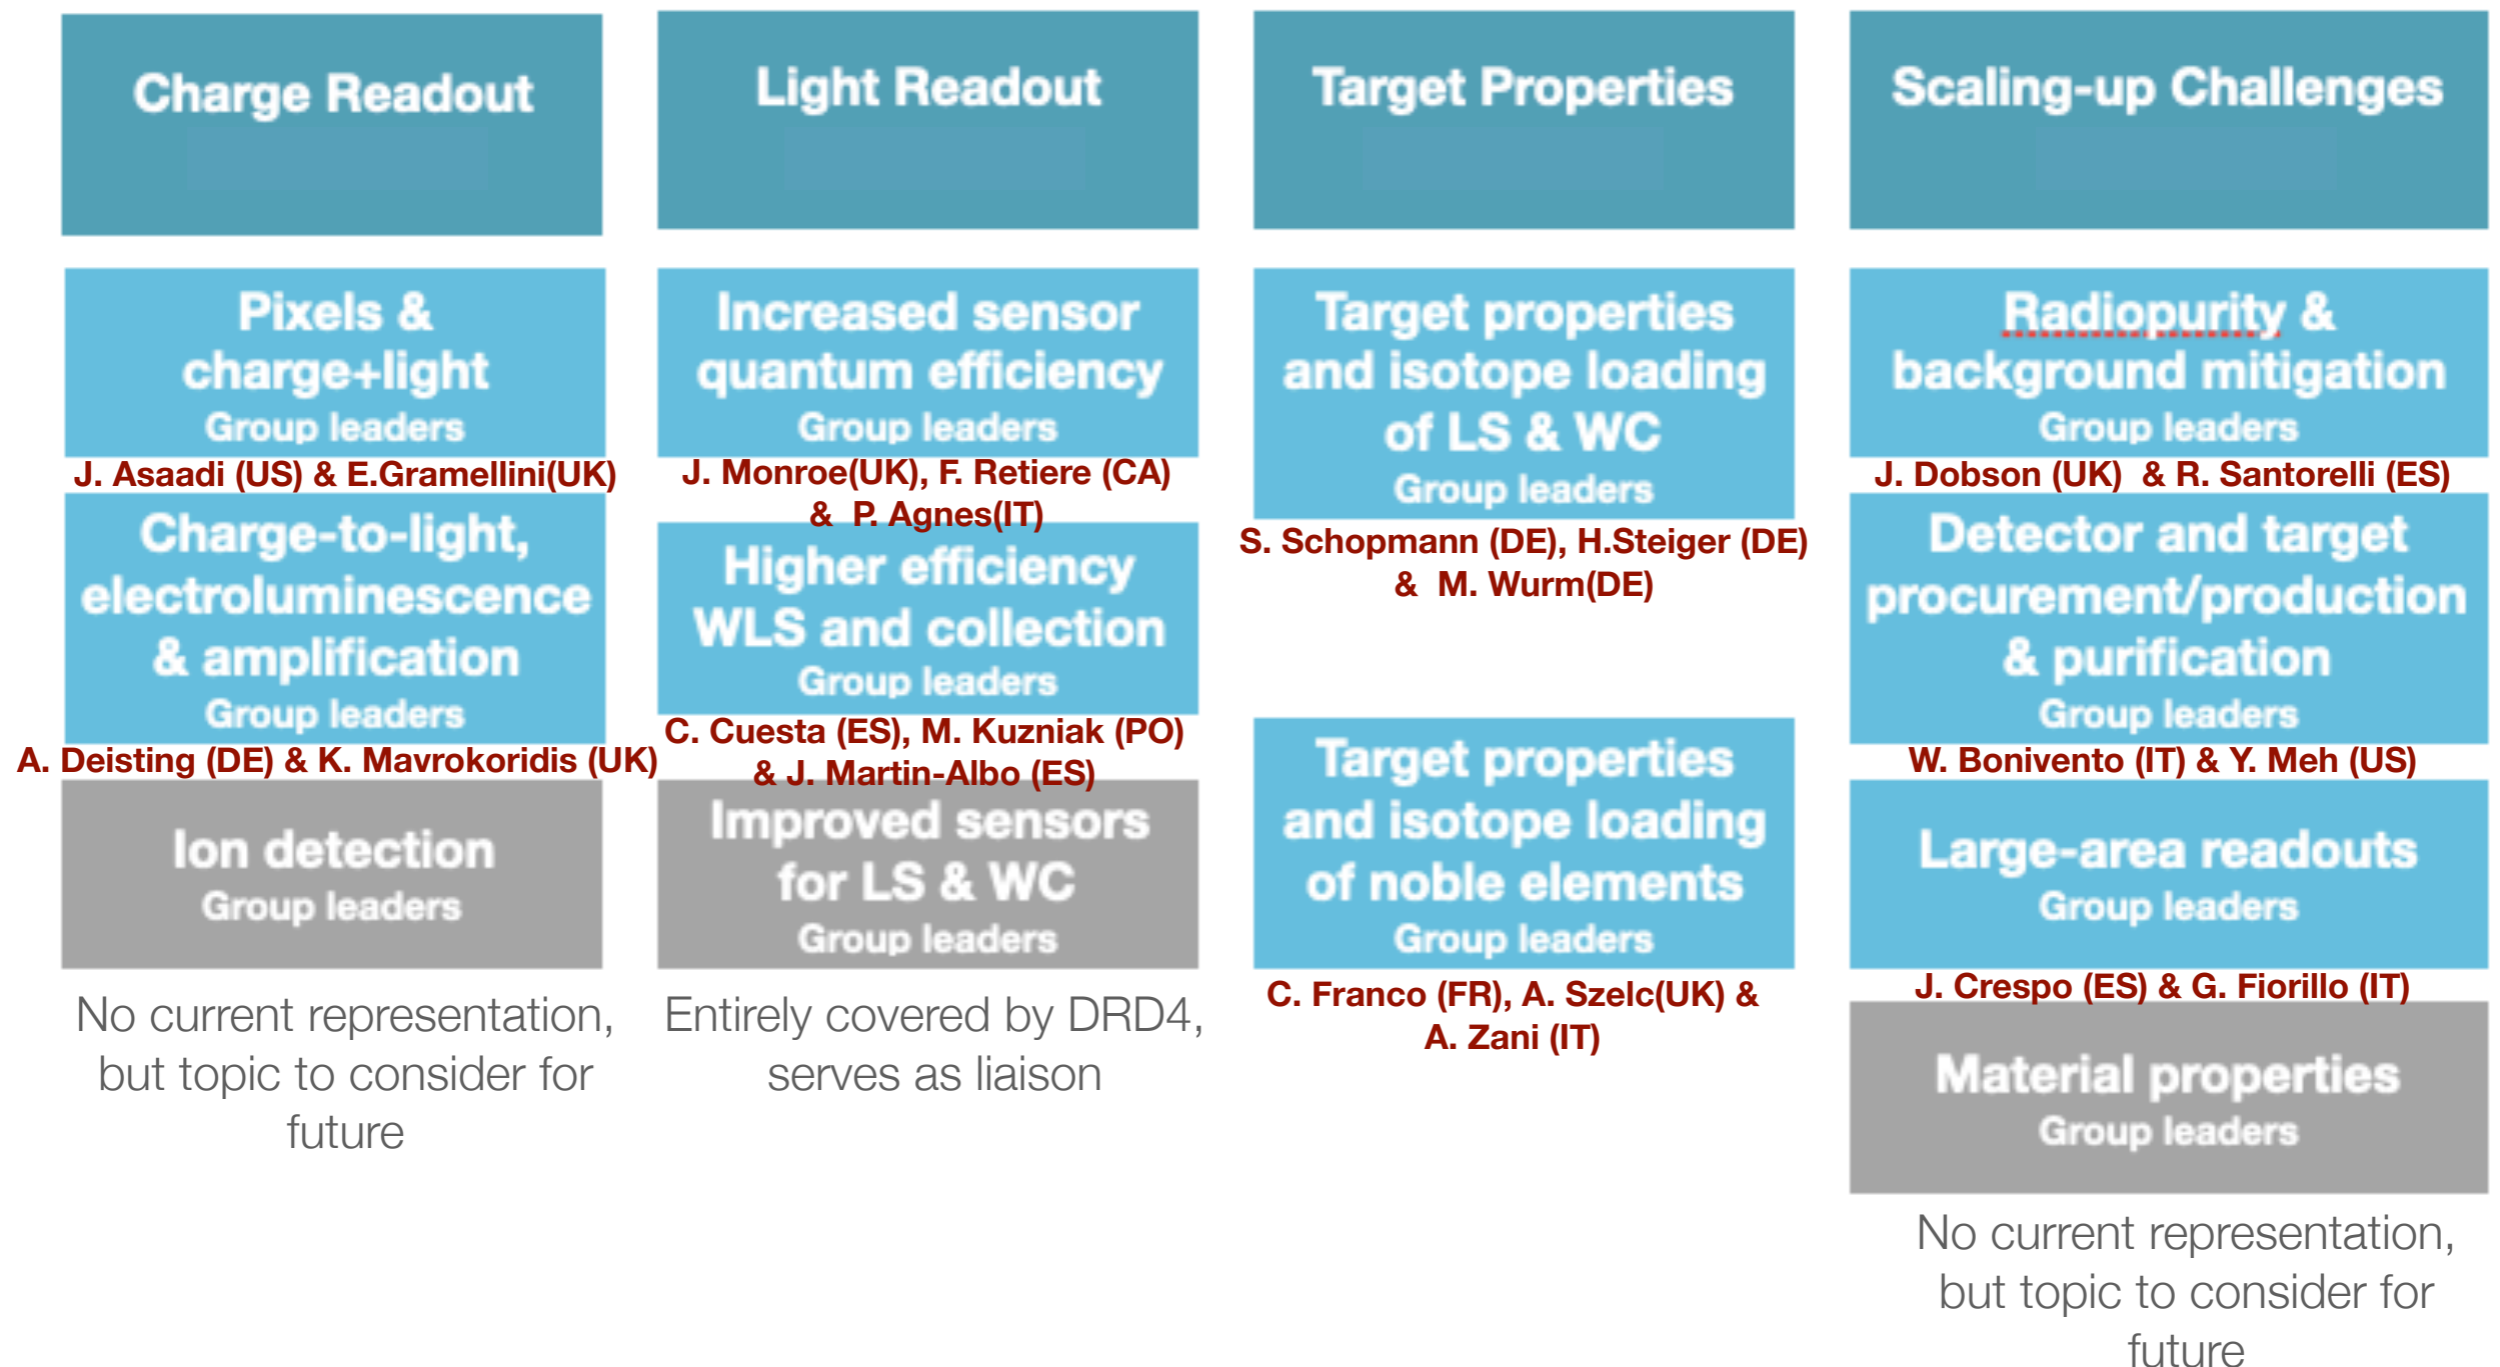 Charge Readout
Pixels &
charge+light
Group leaders
J. Asaadi (US) & E.Gramellini(UK)
Charge-to-light,
electroluminescence
& amplification
Group leaders
A. Deisting (DE) & K. Mavrokoridis (UK)
Ion detection
Group leaders
No current representation,
but topic to consider for
future
Light Readout
Increased sensor
quantum efficiency
Group leaders
J. Monroe(UK), F. Retiere (CA)
& P. Agnes(IT)
Higher efficiency
WLS and collection
Group leaders
C. Cuesta (ES), M. Kuzniak (PO)
& J. Martin-Albo (ES)
Improved sensors
for LS & WC
Group leaders
Entirely covered by DRD4,
serves as liaison
Target Properties
Target properties
and isotope loading
of LS & WC
Group leaders
S. Schopmann (DE), H.Steiger (DE)
& M. Wurm(DE)
Target properties
and isotope loading
of noble elements
Group leaders
C. Franco (FR), A. Szelc(UK) &
A. Zani (IT)
Scaling-up Challenges
Radiopurity &
background mitigation
Group leaders
J. Dobson (UK) & R. Santorelli (ES)
Detector and target
procurement/production
& purification
Group leaders
W. Bonivento (IT) & Y. Meh (US)
Large-area readouts
Group leaders
J. Crespo (ES) & G. Fiorillo (IT)
Material properties
Group leaders
No current representation,
but topic to consider for
future